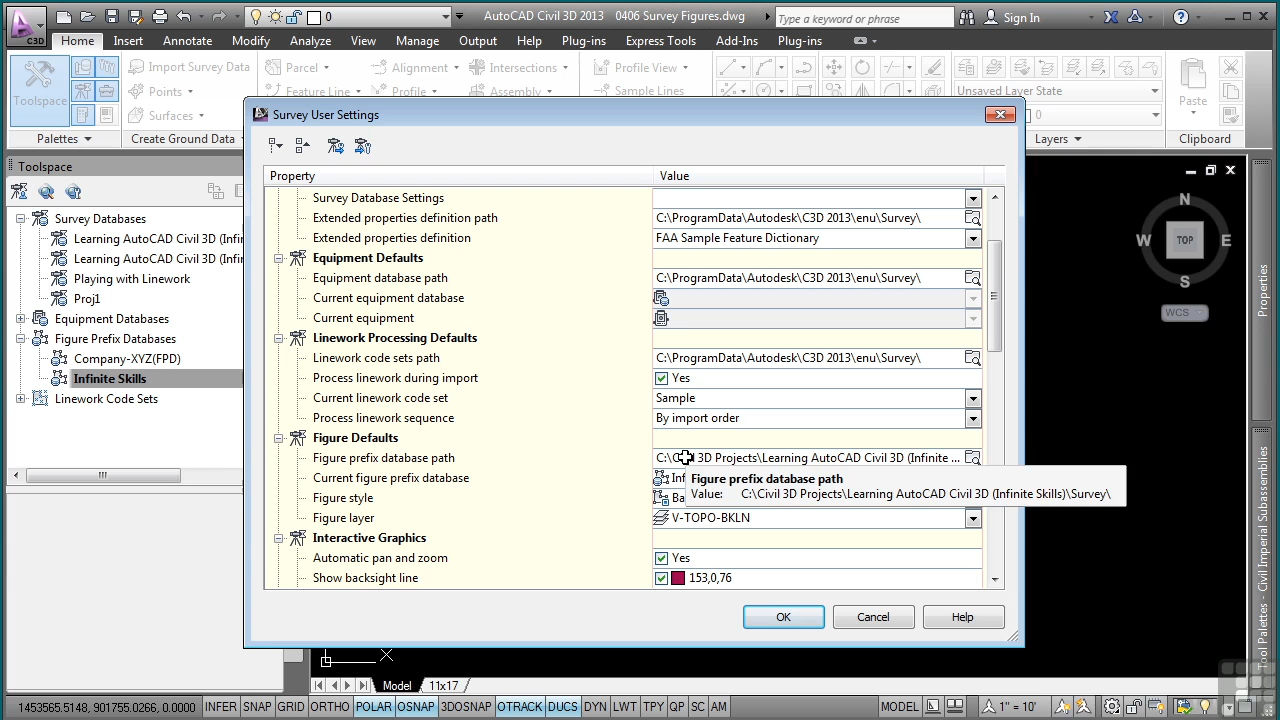 AutoCAD Civil 3D 2013 0406 Survey Figures.dwg
Type a keyword or phrase
Sign In
0
C3D
Home Insert Annotate Modify Analyze View Manage Output Help Plug-ins Express Tools Add-Ins Plug-ins
Toolspace
Import Survey Data
Points
Surfaces
Parcel
Feature Line
Alignment
Profile
Intersections
Assembly
Profile View
Sample Lines
Unsaved Layer State
0
Paste
Palettes
Create Ground Data
Layers
Clipboard
Toolspace
Survey Databases
Learning AutoCAD Civil 3D (Infin
Learning AutoCAD Civil 3D (Infin
Playing with Linework
Proj1
Equipment Databases
Figure Prefix Databases
Company-XYZ(FPD)
Infinite Skills
Linework Code Sets
Survey User Settings
Property Value
Survey Database Settings
Extended properties definition path C:\ProgramData\Autodesk\C3D 2013\enu\Survey\
Extended properties definition FAA Sample Feature Dictionary
Equipment Defaults
Equipment database path C:\ProgramData\Autodesk\C3D 2013\enu\Survey\
Current equipment database
Current equipment
Linework Processing Defaults
Linework code sets path C:\ProgramData\Autodesk\C3D 2013\enu\Survey\
Process linework during import Yes
Current linework code set Sample
Process linework sequence By import order
Figure Defaults
Figure prefix database path C:\C 3D Projects\Learning AutoCAD Civil 3D (Infinite ...
Current figure prefix database Inf
Figure style Ba
Figure layer V-TOPO-BKLN
Interactive Graphics
Automatic pan and zoom Yes
Show backsight line 153,0,76
Figure prefix database path
Value: C:\Civil 3D Projects\Learning AutoCAD Civil 3D (Infinite Skills)\Survey\
OK Cancel Help
N
W TOP E
S
WCS
Properties
Tool Palettes - Civil Imperial Subassemblies
Model 11x17
1453565.5148, 901755.0266, 0.0000 INFER SNAP GRID ORTHO POLAR OSNAP 3DOSNAP OTRACK DUCS DYN LWT TPY QP SC AM MODEL 1" = 10'